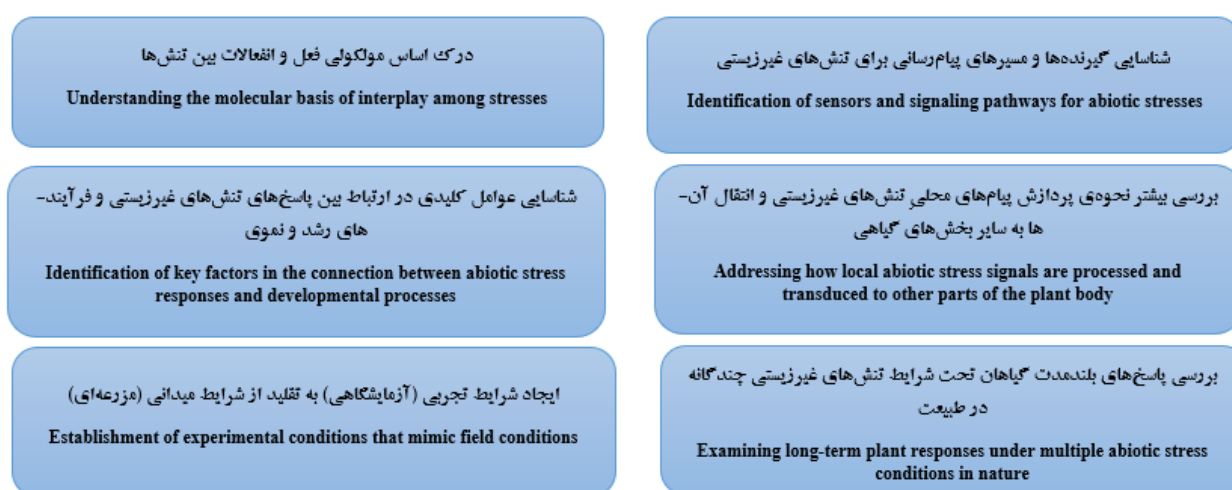 درک اساس مولکولی فعل و انفعالات بین تنش‌ها
Understanding the molecular basis of interplay among stresses
شناسایی گیرنده‌ها و مسیرهای پیام‌رسانی برای تنش‌های غیرزیستی
Identification of sensors and signaling pathways for abiotic stresses
شناسایی عوامل کلیدی در ارتباط بین پاسخ‌های تنش‌های غیرزیستی و فرآیند-
های رشد و نموی
Identification of key factors in the connection between abiotic stress
responses and developmental processes
بررسی بیشتر نحوه‌ی پردازش پیام‌های محلیِ تنش‌های غیرزیستی و انتقال آن-
ها به سایر بخش‌های گیاهی
Addressing how local abiotic stress signals are processed and
transduced to other parts of the plant body
ایجاد شرایط تجربی (آزمایشگاهی) به تقلید از شرایط میدانی (مزرعه‌ای)
Establishment of experimental conditions that mimic field conditions
بررسی پاسخ‌های بلندمدت گیاهان تحت شرایط تنش‌های غیرزیستی چندگانه
در طبیعت
Examining long-term plant responses under multiple abiotic stress
conditions in nature